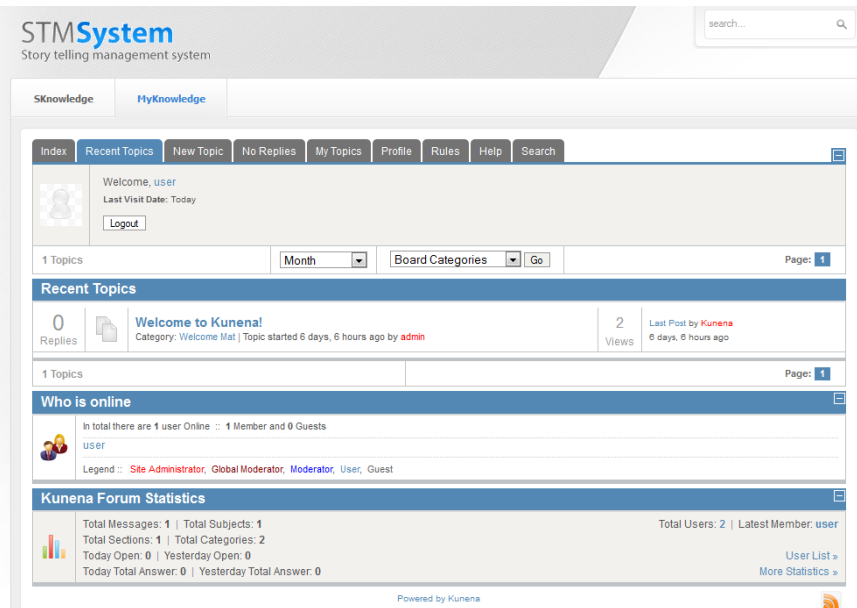 STMSystem
Story telling management system
search...
SKnowledge MyKnowledge
Index Recent Topics New Topic No Replies My Topics Profile Rules Help Search
Welcome, user
Last Visit Date: Today
Logout
1 Topics Month Board Categories Go Page: 1
Recent Topics
0 Replies
Welcome to Kunena!
Category: Welcome Mat | Topic started 6 days, 6 hours ago by admin
2 Views
Last Post by Kunena
6 days, 6 hours ago
1 Topics Page: 1
Who is online
In total there are 1 user Online :: 1 Member and 0 Guests
user
Legend :: Site Administrator, Global Moderator, Moderator, User, Guest
Kunena Forum Statistics
Total Messages: 1 | Total Subjects: 1 Total Users: 2 | Latest Member: user
Total Sections: 1 | Total Categories: 2
Today Open: 0 | Yesterday Open: 0 User List »
Today Total Answer: 0 | Yesterday Total Answer: 0 More Statistics »
Powered by Kunena